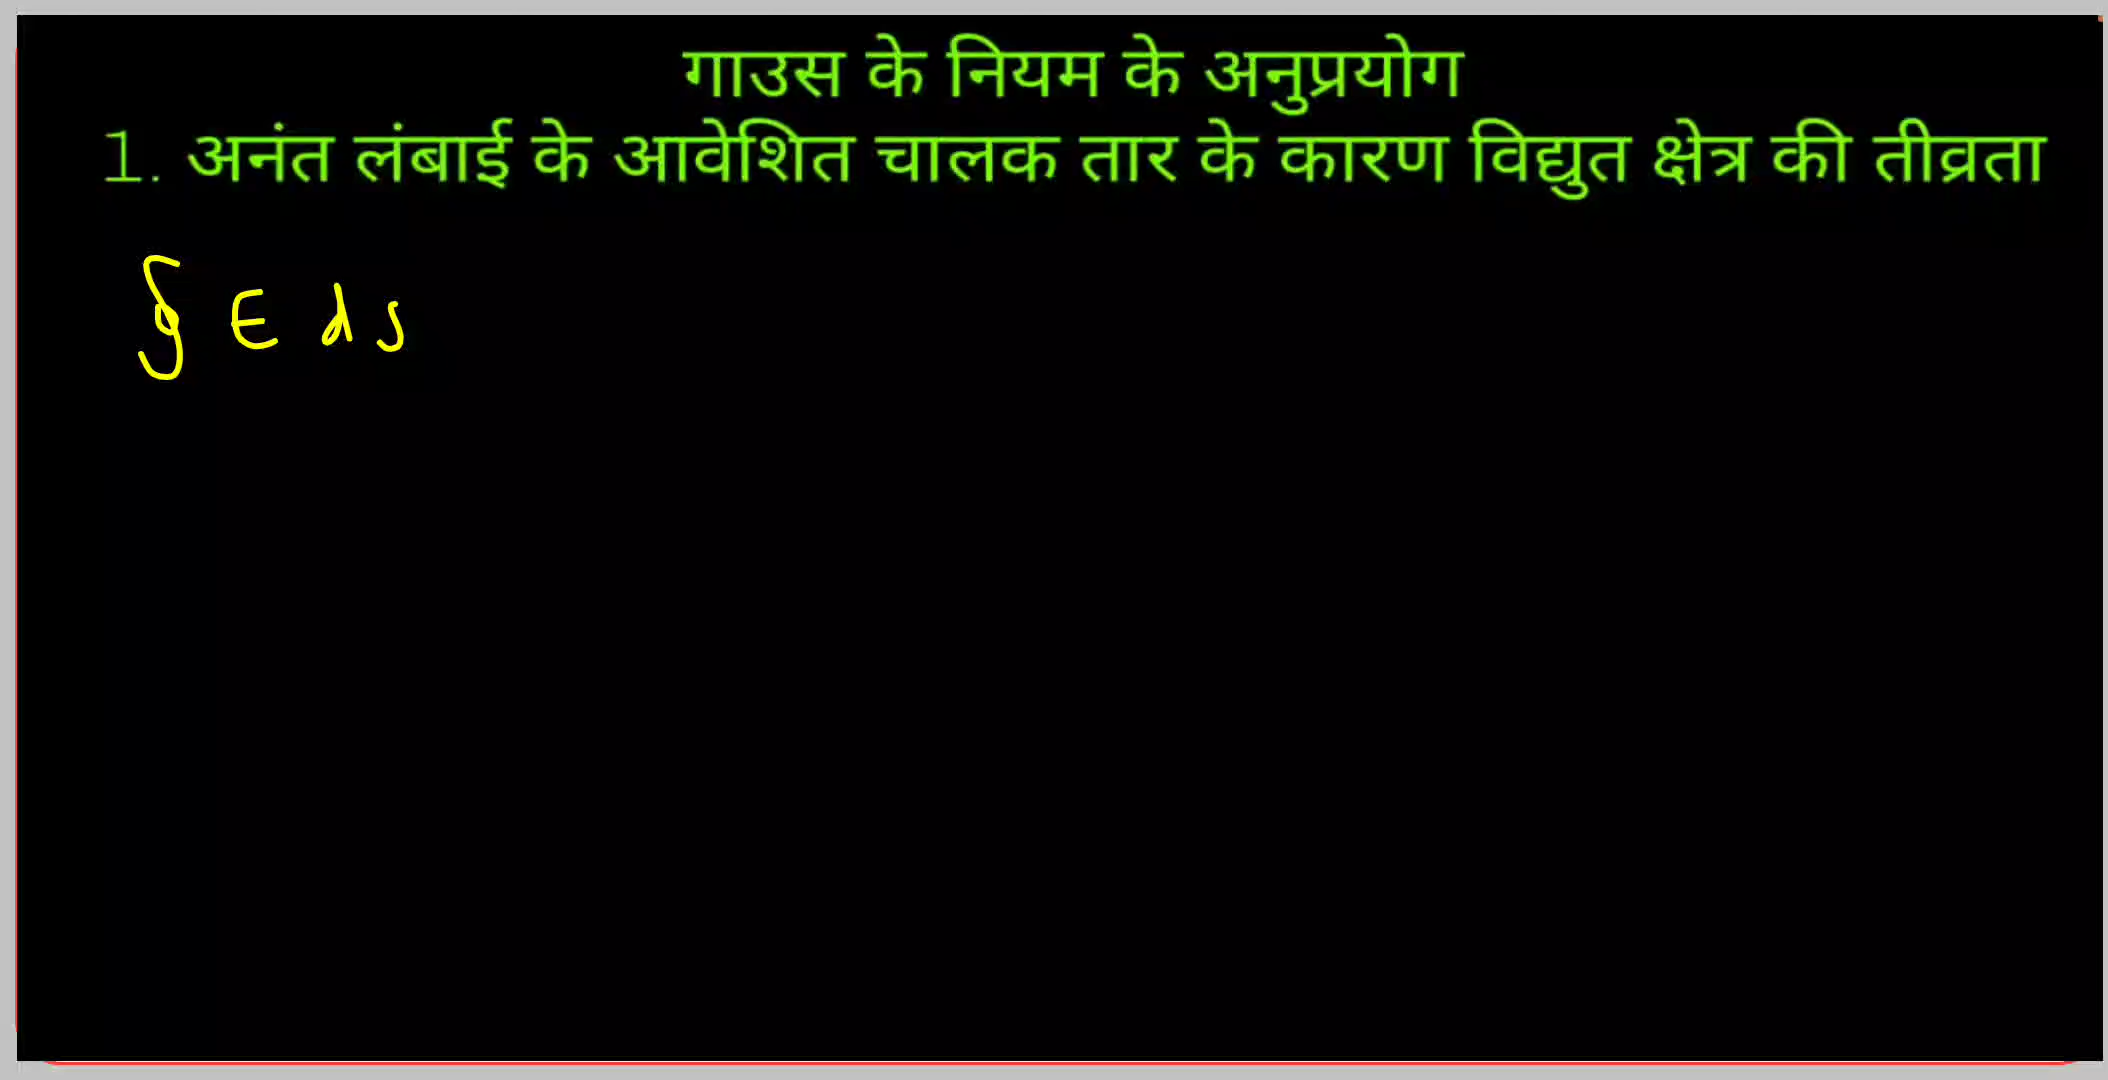 गाउस के नियम के अनुप्रयोग
1. अनंत लंबाई के आवेशित चालक तार के कारण विद्युत क्षेत्र की तीव्रता
∮ E ds